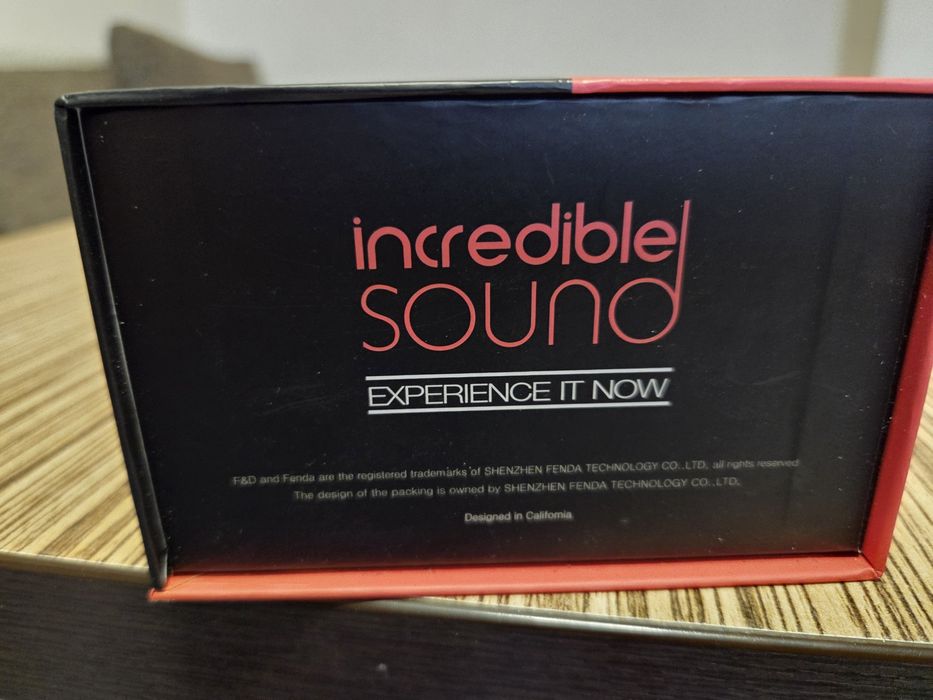 incredible
SOUND
EXPERIENCE IT NOW
F&D and Fenda are the registered trademarks of SHENZHEN FENDA TECHNOLOGY CO.,LTD, all rights reserved
The design of the packing is owned by SHENZHEN FENDA TECHNOLOGY CO.,LTD.
Designed in California